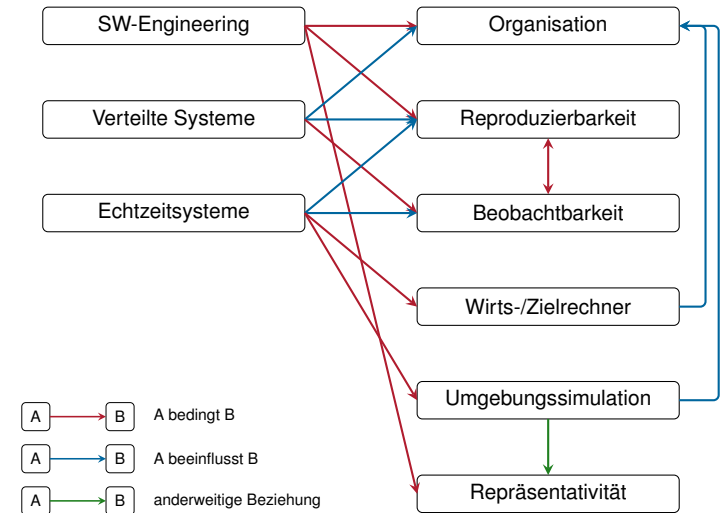 SW-Engineering
Organisation
Verteilte Systeme
Reproduzierbarkeit
Echtzeitsysteme
Beobachtbarkeit
Wirts-/Zielrechner
Umgebungssimulation
Repräsentativität
A B A bedingt B
A B A beeinflusst B
A B anderweitige Beziehung